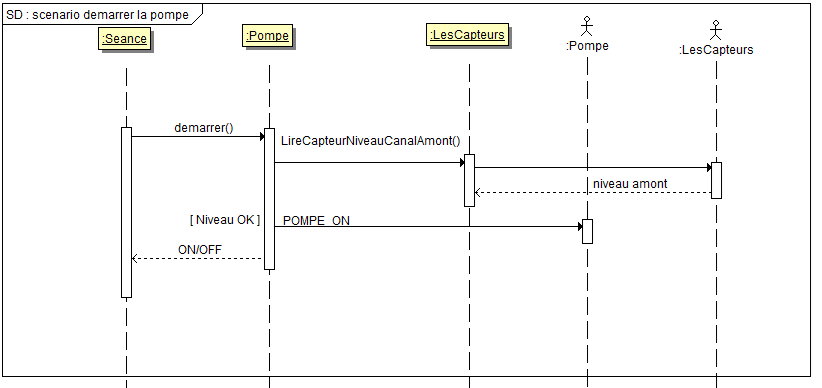 SD : scenario demarrer la pompe
:Seance
:Pompe
:LesCapteurs
:Pompe
:LesCapteurs
demarrer()
LireCapteurNiveauCanalAmont()
niveau amont
[ Niveau OK ]
POMPE_ON
ON/OFF